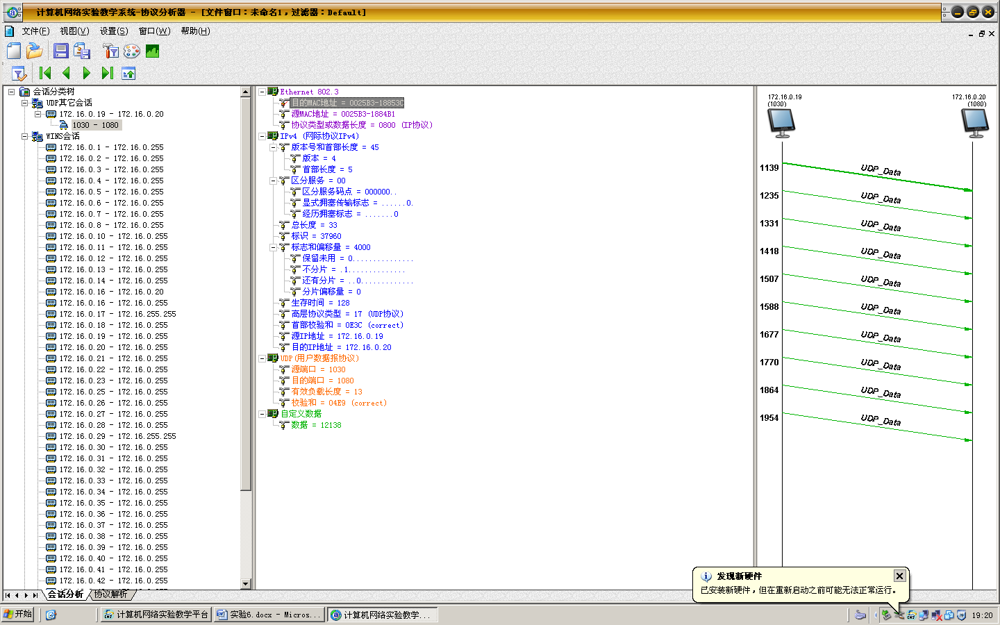 计算机网络实验教学系统-协议分析器 - [文件窗口：未命名1，过滤器：Default]
文件(F) 视图(V) 设置(S) 窗口(W) 帮助(H)
会话分类树
UDP其它会话
172.16.0.19 - 172.16.0.20
1030 - 1080
WINS会话
172.16.0.1 - 172.16.0.255
172.16.0.2 - 172.16.0.255
172.16.0.3 - 172.16.0.255
172.16.0.4 - 172.16.0.255
172.16.0.5 - 172.16.0.255
172.16.0.6 - 172.16.0.255
172.16.0.7 - 172.16.0.255
172.16.0.8 - 172.16.0.255
172.16.0.10 - 172.16.0.255
172.16.0.11 - 172.16.0.255
172.16.0.12 - 172.16.0.255
172.16.0.13 - 172.16.0.255
172.16.0.14 - 172.16.0.255
172.16.0.16 - 172.16.0.20
172.16.0.16 - 172.16.0.255
172.16.0.17 - 172.16.255.255
172.16.0.18 - 172.16.0.255
172.16.0.19 - 172.16.0.255
172.16.0.20 - 172.16.0.255
172.16.0.21 - 172.16.0.255
172.16.0.22 - 172.16.0.255
172.16.0.23 - 172.16.0.255
172.16.0.25 - 172.16.0.255
172.16.0.26 - 172.16.0.255
172.16.0.27 - 172.16.0.255
172.16.0.28 - 172.16.0.255
172.16.0.29 - 172.16.255.255
172.16.0.30 - 172.16.0.255
172.16.0.31 - 172.16.0.255
172.16.0.32 - 172.16.0.255
172.16.0.33 - 172.16.0.255
172.16.0.34 - 172.16.0.255
172.16.0.35 - 172.16.0.255
172.16.0.36 - 172.16.0.255
172.16.0.37 - 172.16.0.255
172.16.0.38 - 172.16.0.255
172.16.0.39 - 172.16.0.255
172.16.0.40 - 172.16.0.255
172.16.0.41 - 172.16.0.255
172.16.0.42 - 172.16.0.255
会话分析 协议解析
Ethernet 802.3
目的MAC地址 = 0025B3-18853C
源MAC地址 = 0025B3-1884B1
协议类型或数据长度 = 0800 (IP协议)
IPv4 (网际协议IPv4)
版本号和首部长度 = 45
版本 = 4
首部长度 = 5
区分服务 = 00
区分服务码点 = 000000..
显式拥塞传输标志 = ......0.
经历拥塞标志 = .......0
总长度 = 33
标识 = 37960
标志和偏移量 = 4000
保留未用 = 0...............
不分片 = .1..............
还有分片 = ..0.............
分片偏移量 = 0
生存时间 = 128
高层协议类型 = 17 (UDP协议)
首部校验和 = 0E3C (correct)
源IP地址 = 172.16.0.19
目的IP地址 = 172.16.0.20
UDP(用户数据报协议)
源端口 = 1030
目的端口 = 1080
有效负载长度 = 13
校验和 = 04E9 (correct)
自定义数据
数据 = 12138
172.16.0.19 172.16.0.20
(1030) (1080)
1139 UDP_Data
1235 UDP_Data
1331 UDP_Data
1418 UDP_Data
1507 UDP_Data
1588 UDP_Data
1677 UDP_Data
1770 UDP_Data
1864 UDP_Data
1954 UDP_Data
发现新硬件
已安装新硬件，但在重新启动之前可能无法正常运行。
开始 计算机网络实验教学平台 实验6.docx - Micros... 计算机网络实验教学... 19:20